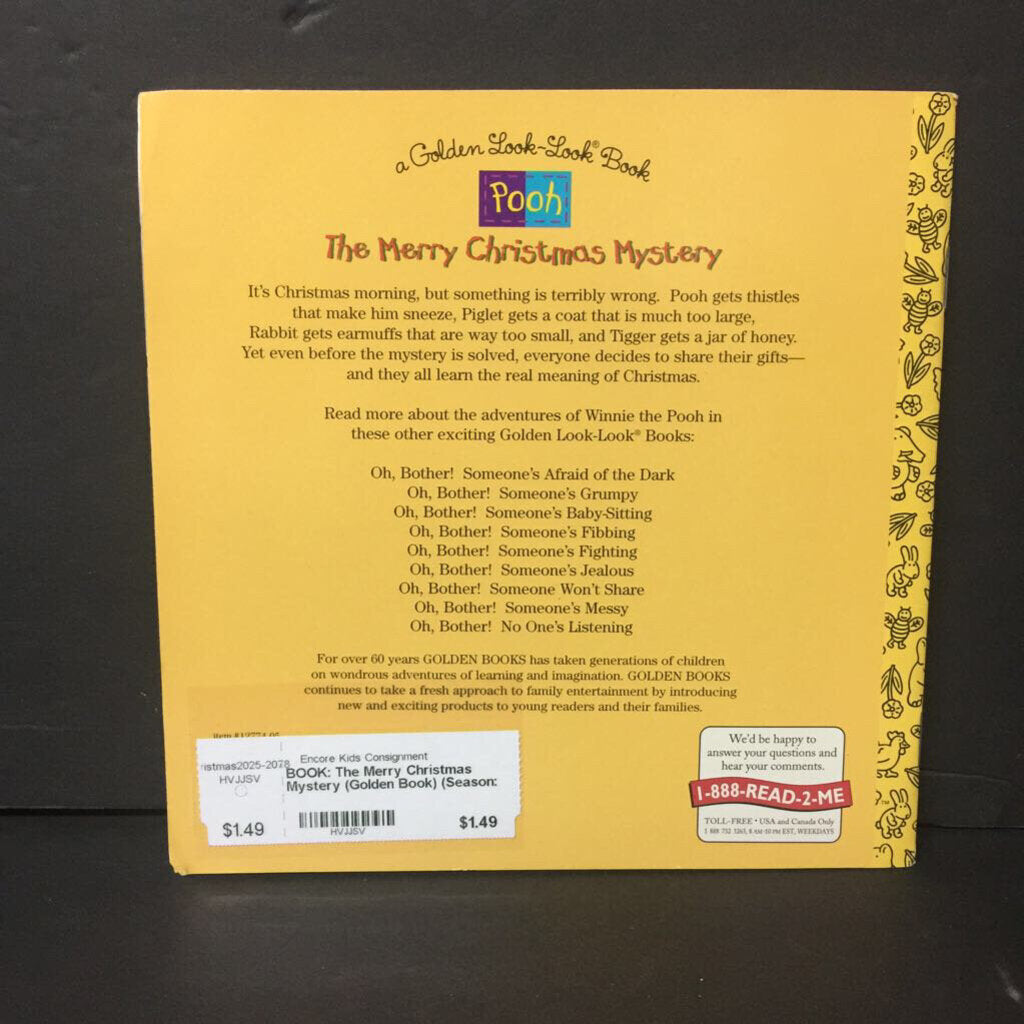 a Golden Look-Look® Book
Pooh
The Merry Christmas Mystery
It's Christmas morning, but something is terribly wrong. Pooh gets thistles
that make him sneeze, Piglet gets a coat that is much too large,
Rabbit gets earmuffs that are way too small, and Tigger gets a jar of honey.
Yet even before the mystery is solved, everyone decides to share their gifts—
and they all learn the real meaning of Christmas.
Read more about the adventures of Winnie the Pooh in
these other exciting Golden Look-Look® Books:
Oh, Bother! Someone's Afraid of the Dark
Oh, Bother! Someone's Grumpy
Oh, Bother! Someone's Baby-Sitting
Oh, Bother! Someone's Fibbing
Oh, Bother! Someone's Fighting
Oh, Bother! Someone's Jealous
Oh, Bother! Someone Won't Share
Oh, Bother! Someone's Messy
Oh, Bother! No One's Listening
For over 60 years GOLDEN BOOKS has taken generations of children
on wondrous adventures of learning and imagination. GOLDEN BOOKS
continues to take a fresh approach to family entertainment by introducing
new and exciting products to young readers and their families.
ristmas2025-2078
HVJJSV
$1.49
Encore Kids Consignment
BOOK: The Merry Christmas
Mystery (Golden Book) (Season:
HVJJSV
$1.49
We'd be happy to
answer your questions and
hear your comments.
1-888-READ-2-ME
TOLL-FREE • USA and Canada Only
1 888 732 3263, 8 AM-10 PM EST, WEEKDAYS